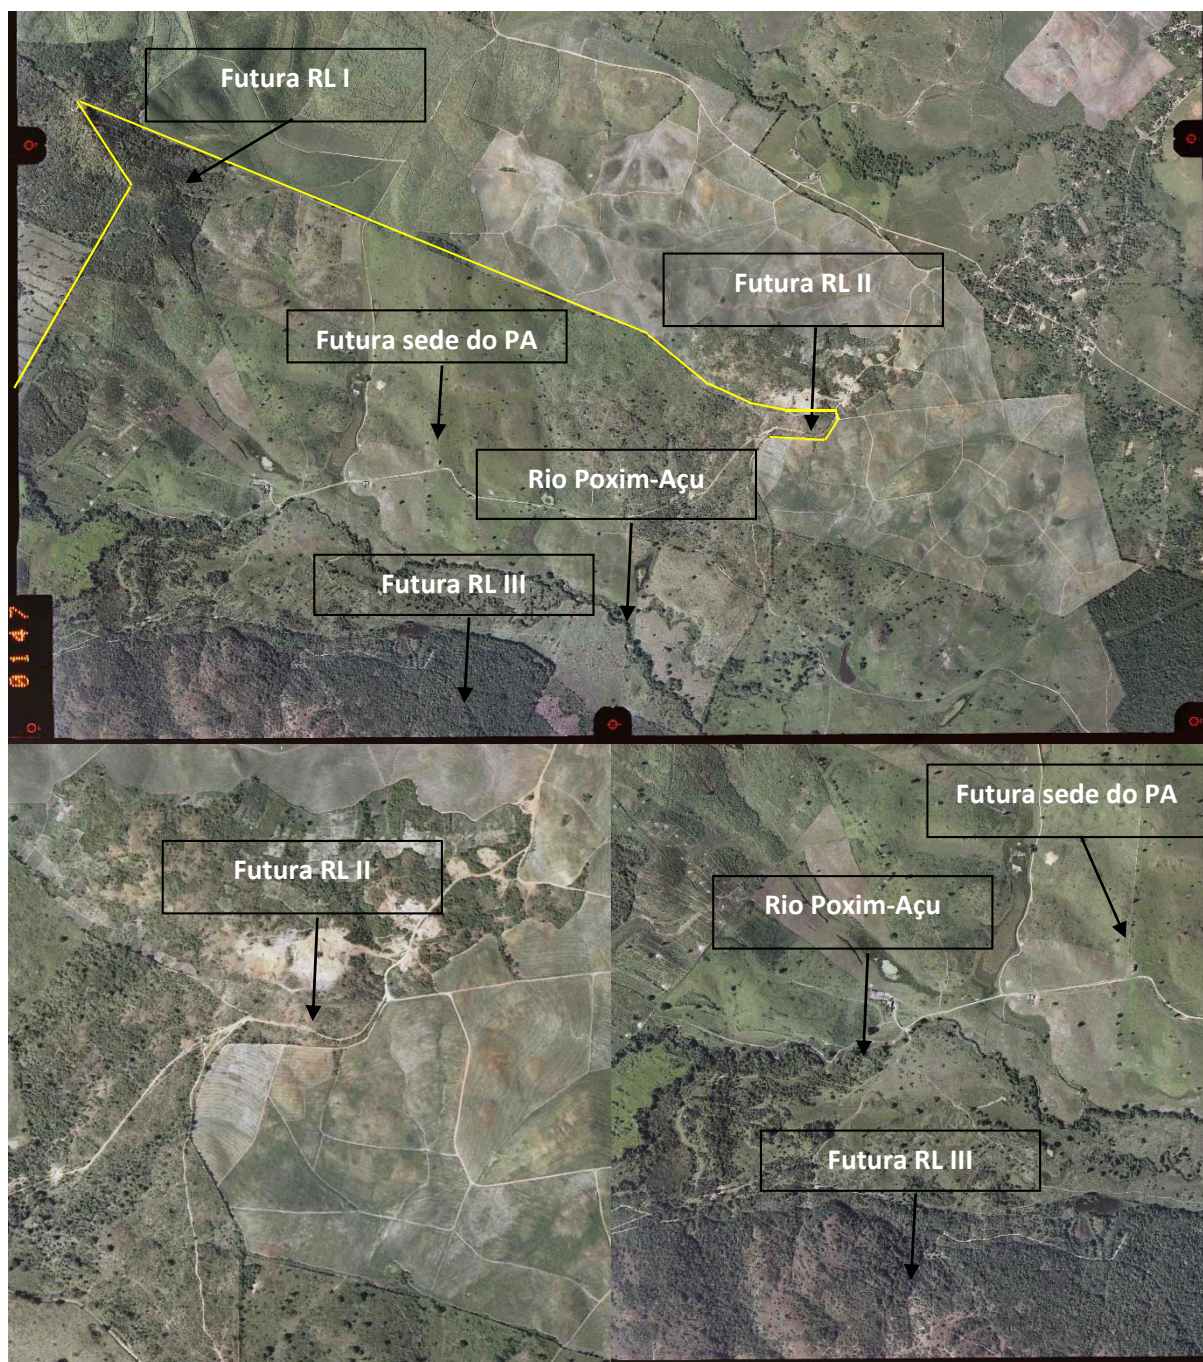 Futura RL I
Futura RL II
Futura sede do PA
Rio Poxim-Açu
Futura RL III
0147
Futura sede do PA
Futura RL II
Rio Poxim-Açu
Futura RL III